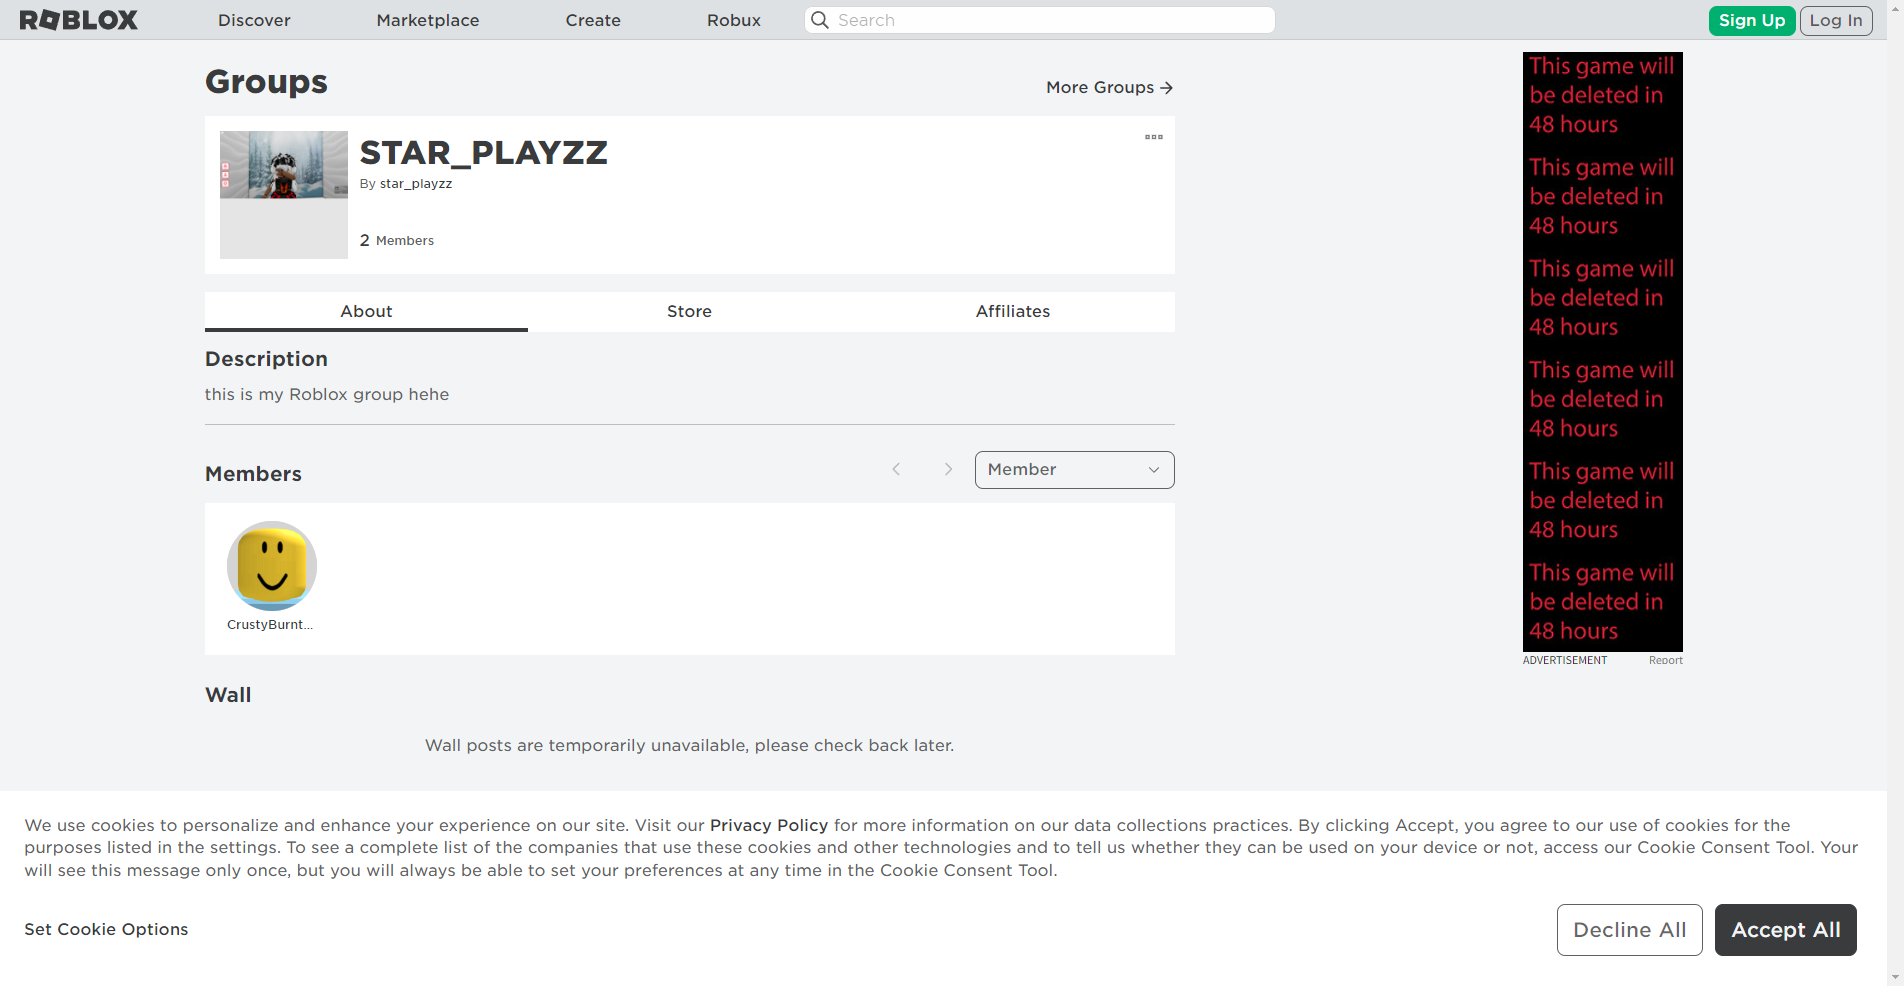 ROBLOX Discover Marketplace Create Robux Search Sign Up Log In
Groups
More Groups
STAR_PLAYZZ
By star_playzz
2 Members
About Store Affiliates
Description
this is my Roblox group hehe
Members
Member
CrustyBurnt...
Wall
Wall posts are temporarily unavailable, please check back later.
This game will
be deleted in
48 hours
This game will
be deleted in
48 hours
This game will
be deleted in
48 hours
This game will
be deleted in
48 hours
This game will
be deleted in
48 hours
This game will
be deleted in
48 hours
ADVERTISEMENT Report
We use cookies to personalize and enhance your experience on our site. Visit our Privacy Policy for more information on our data collections practices. By clicking Accept, you agree to our use of cookies for the
purposes listed in the settings. To see a complete list of the companies that use these cookies and other technologies and to tell us whether they can be used on your device or not, access our Cookie Consent Tool. Your
will see this message only once, but you will always be able to set your preferences at any time in the Cookie Consent Tool.
Set Cookie Options
Decline All Accept All